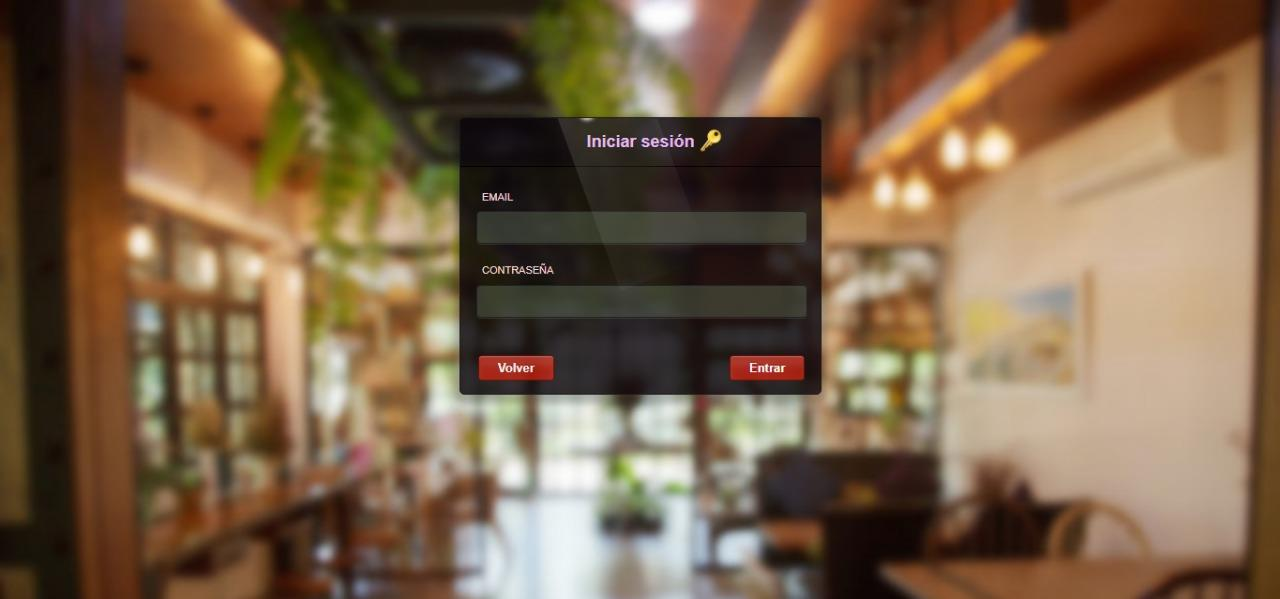 Iniciar sesión 🔑
EMAIL
CONTRASEÑA
Volver
Entrar